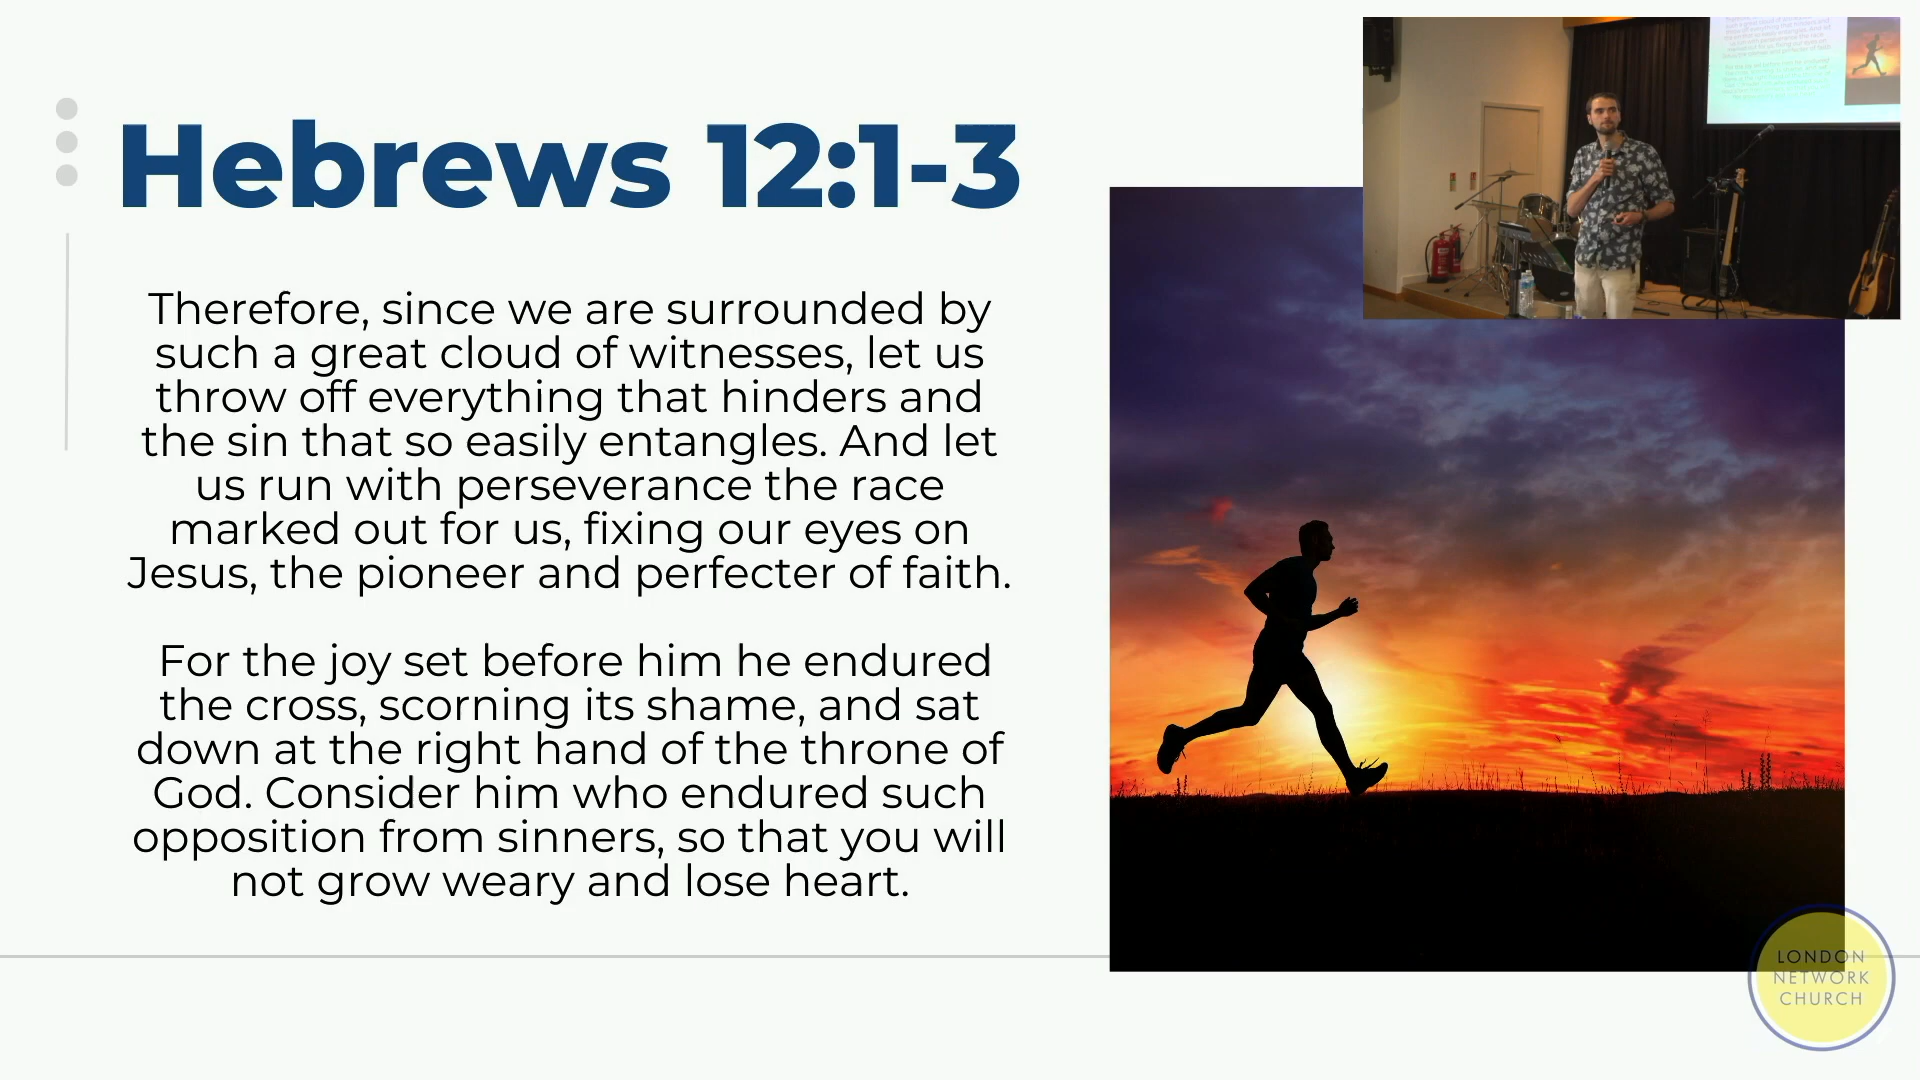 Hebrews 12:1-3
Therefore, since we are surrounded by
such a great cloud of witnesses, let us
throw off everything that hinders and
the sin that so easily entangles. And let
us run with perseverance the race
marked out for us, fixing our eyes on
Jesus, the pioneer and perfecter of faith.
For the joy set before him he endured
the cross, scorning its shame, and sat
down at the right hand of the throne of
God. Consider him who endured such
opposition from sinners, so that you will
not grow weary and lose heart.
LONDON
NETWORK
CHURCH